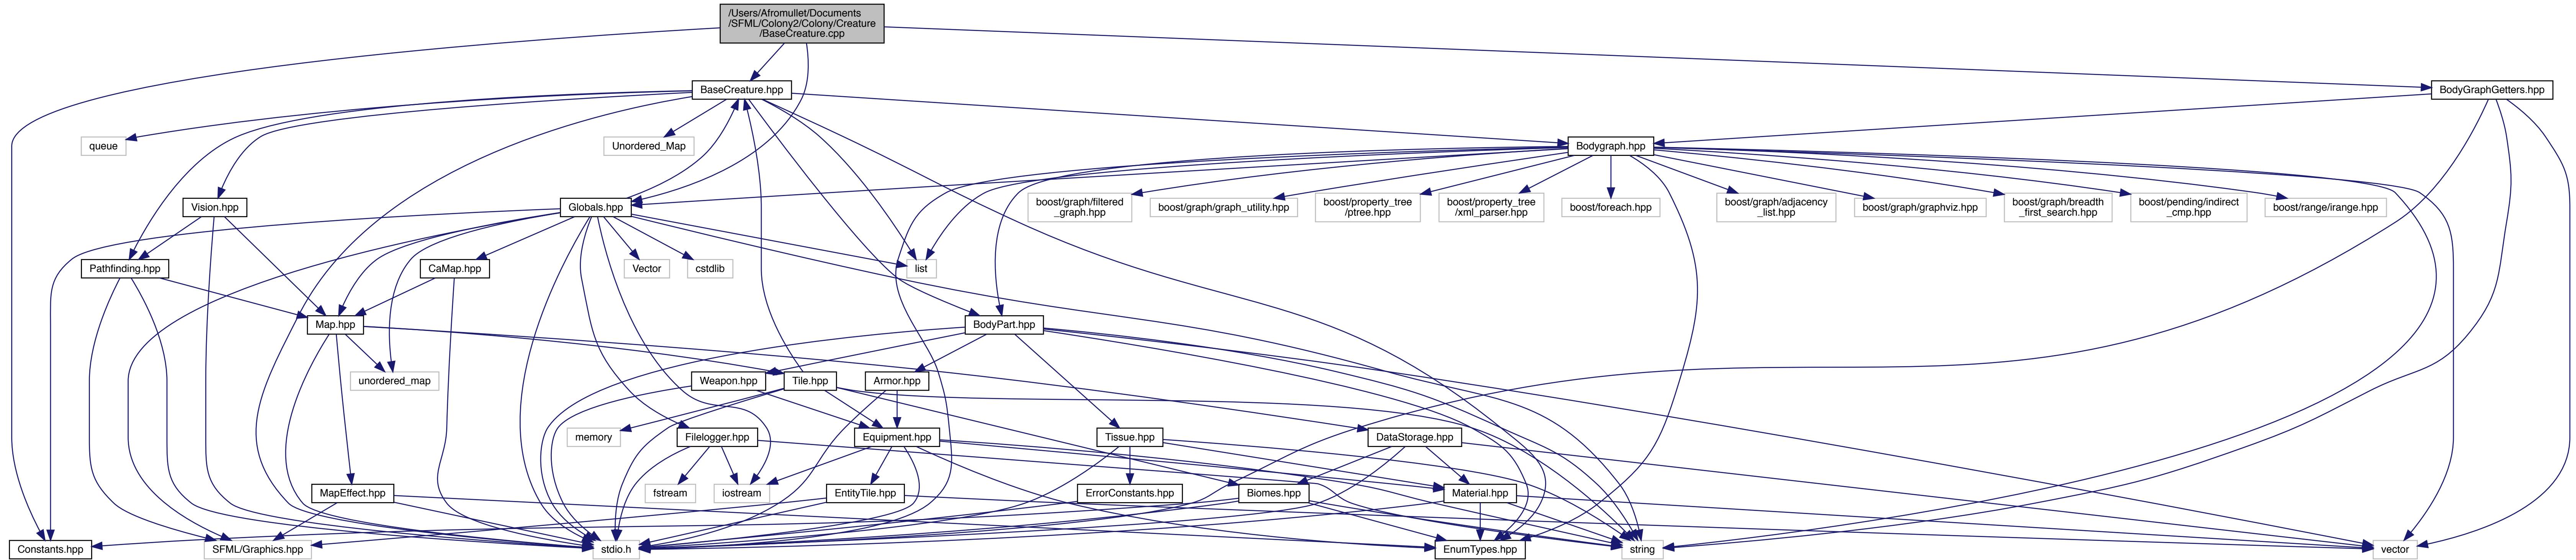 /Users/Afromullet/Documents
/SFML/Colony2/Colony/Creature
/BaseCreature.cpp
BaseCreature.hpp
BodyGraphGetters.hpp
queue
Unordered_Map
Bodygraph.hpp
Vision.hpp
Globals.hpp
boost/graph/filtered
_graph.hpp
boost/graph/graph_utility.hpp
boost/property_tree
/ptree.hpp
boost/property_tree
/xml_parser.hpp
boost/foreach.hpp
boost/graph/adjacency
_list.hpp
boost/graph/graphviz.hpp
boost/graph/breadth
_first_search.hpp
boost/pending/indirect
_cmp.hpp
boost/range/irange.hpp
Pathfinding.hpp
CaMap.hpp
Vector
cstdlib
list
Map.hpp
BodyPart.hpp
unordered_map
Weapon.hpp
Tile.hpp
Armor.hpp
memory
Filelogger.hpp
Equipment.hpp
Tissue.hpp
DataStorage.hpp
MapEffect.hpp
fstream
iostream
EntityTile.hpp
ErrorConstants.hpp
Biomes.hpp
Material.hpp
Constants.hpp
SFML/Graphics.hpp
stdio.h
EnumTypes.hpp
string
vector